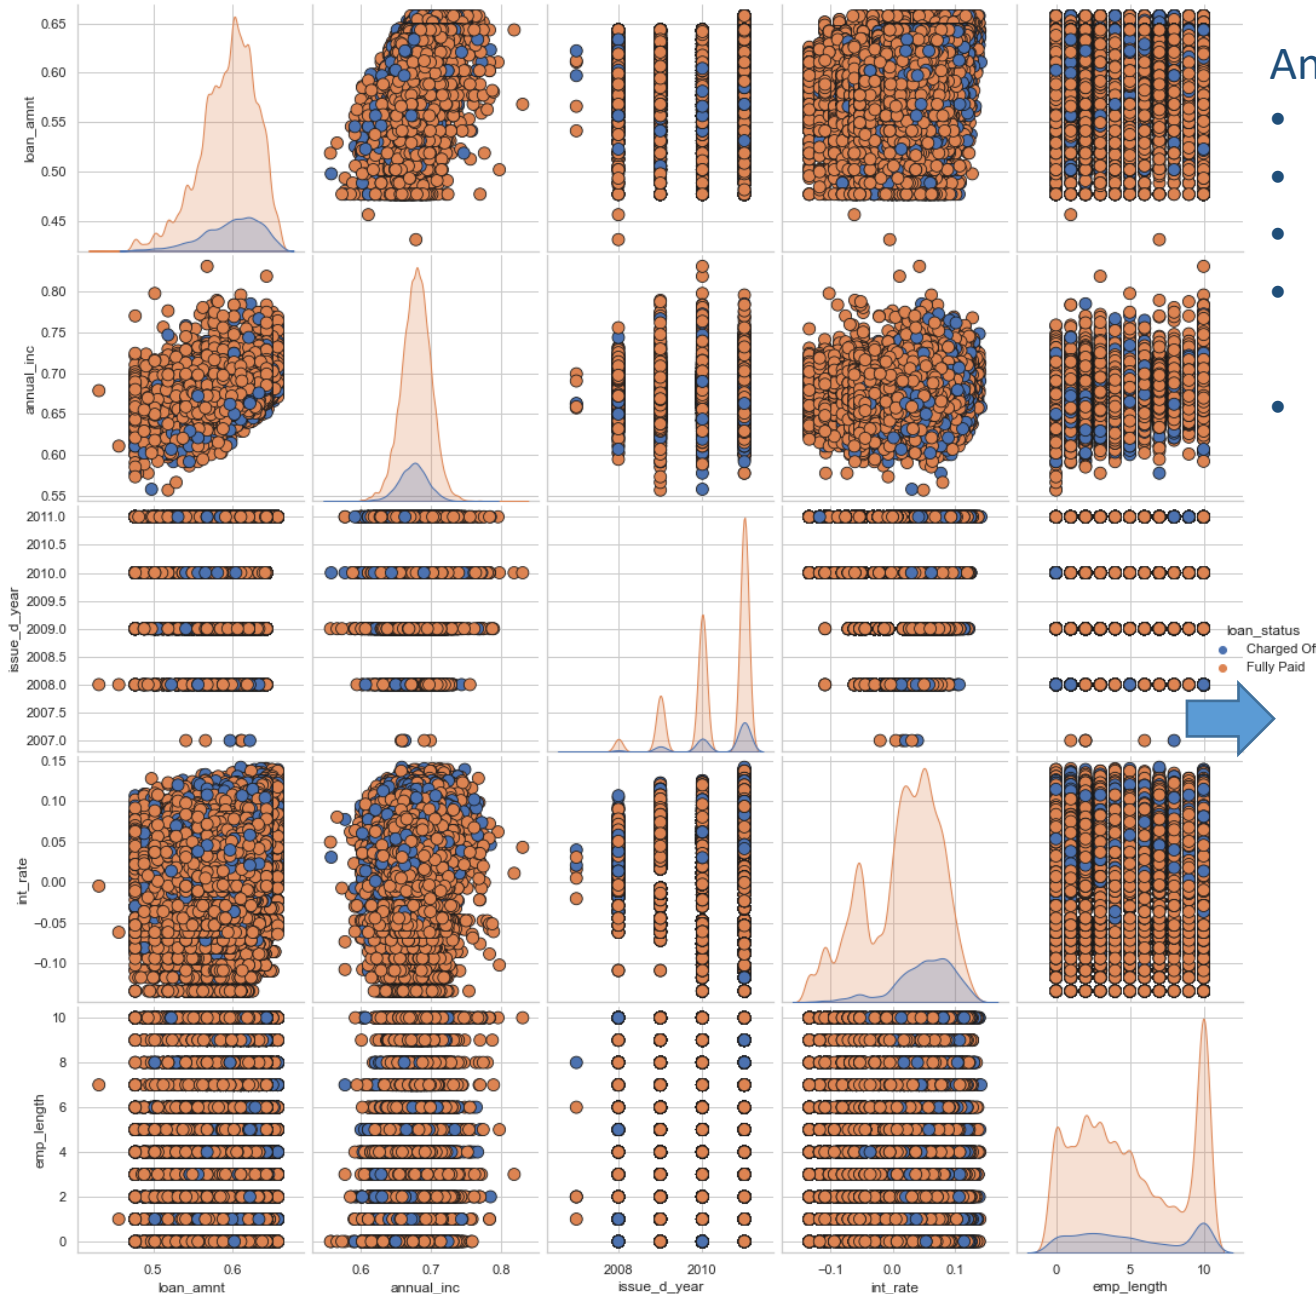 An
0.65
0.60
0.55
0.50
0.45
loan_amnt
0.80
0.75
0.70
0.65
0.60
0.55
annual_inc
2011.0
2010.5
2010.0
2009.5
2009.0
2008.5
2008.0
2007.5
2007.0
issue_d_year
loan_status
Charged Of
Fully Paid
0.15
0.10
0.05
0.00
−0.05
−0.10
int_rate
10
8
6
4
2
0
emp_length
0.5 0.6
loan_amnt
0.6 0.7 0.8
annual_inc
2008 2010
issue_d_year
−0.1 0.0 0.1
int_rate
0 5 10
emp_length